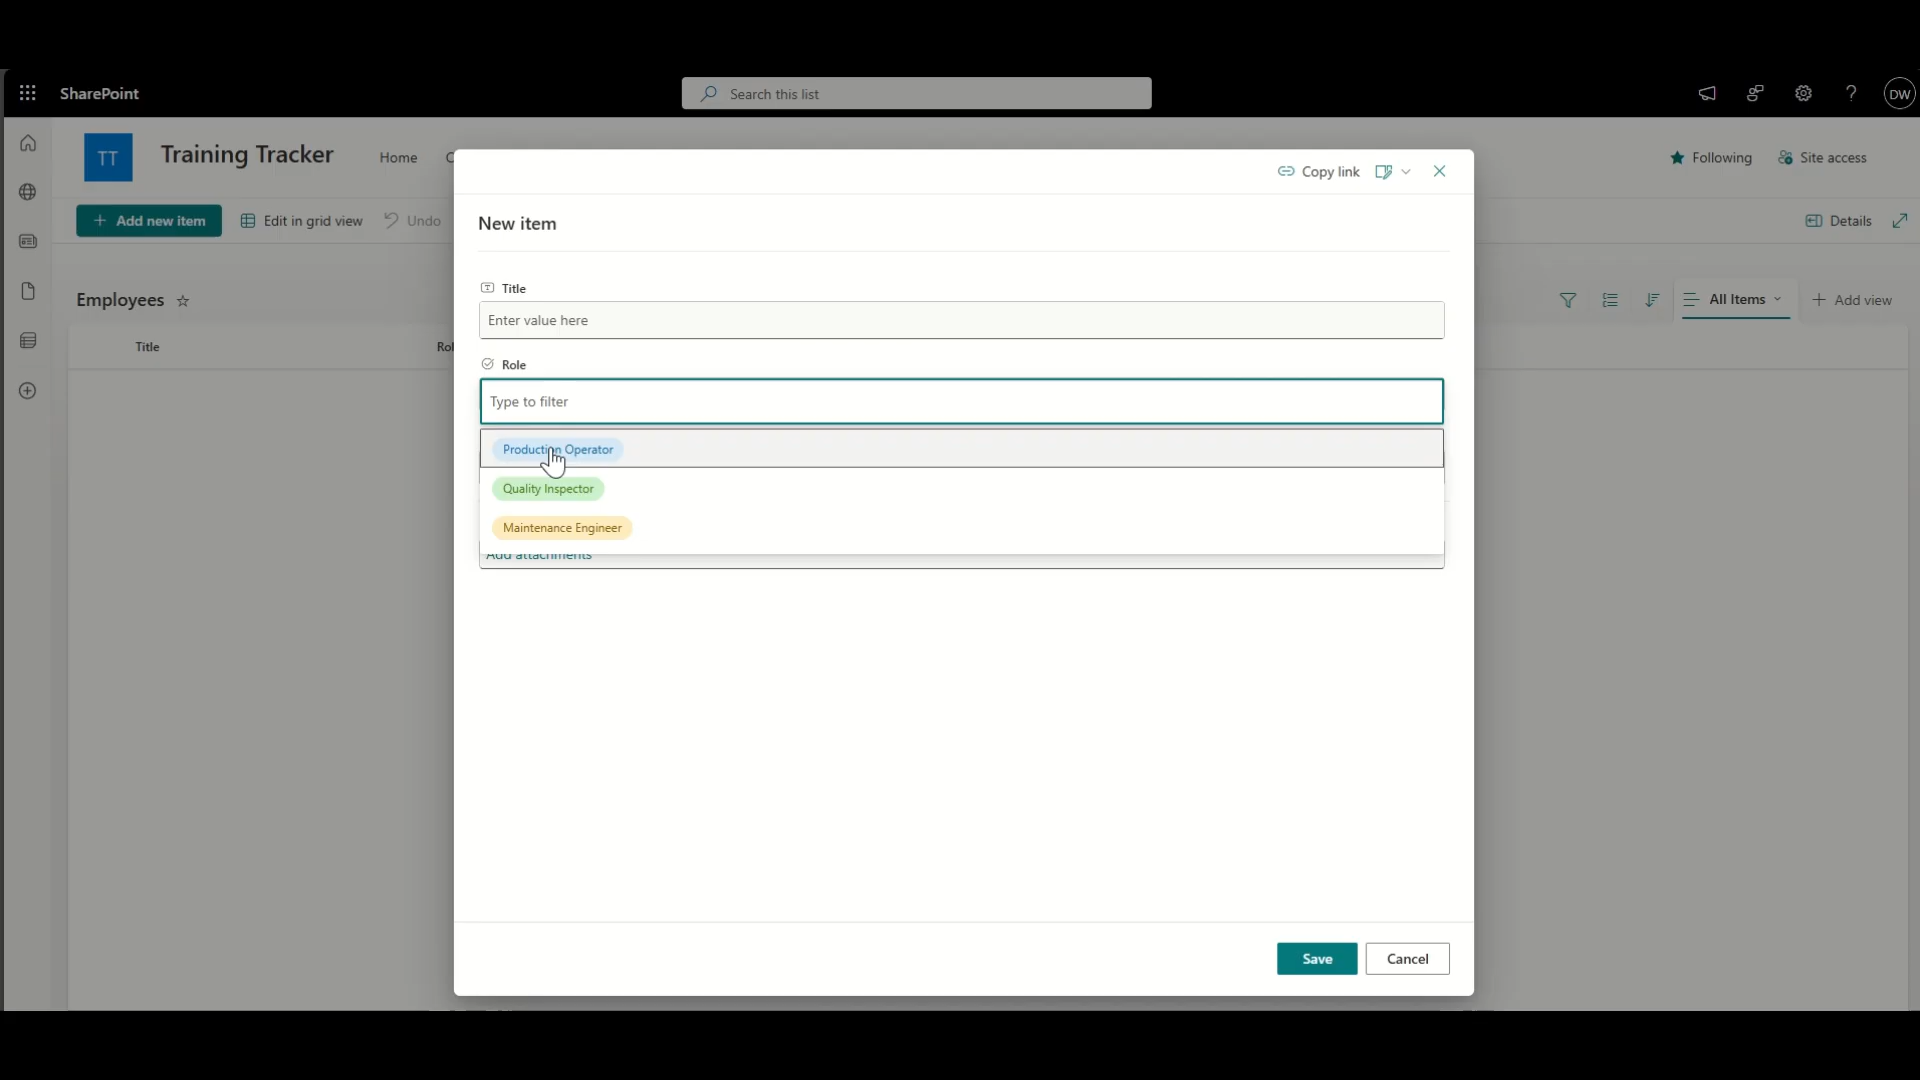 SharePoint
Search this list
DW
TT
Training Tracker
Home
Following
Site access
Copy link
Add new item
Edit in grid view
Undo
Details
New item
Employees
All Items
Add view
Title
Title
Enter value here
Role
Type to filter
Production Operator
Quality Inspector
Maintenance Engineer
Add attachments
Save
Cancel